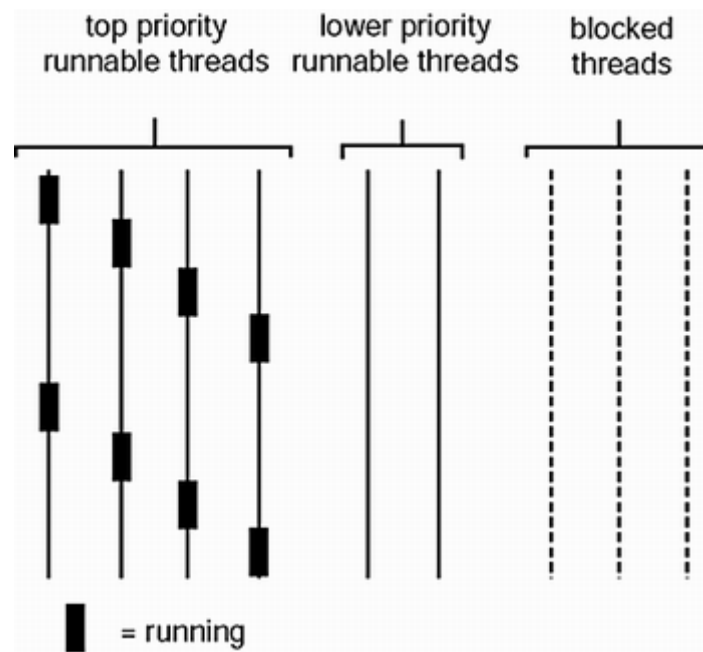 top priority
runnable threads
lower priority
runnable threads
blocked
threads
= running